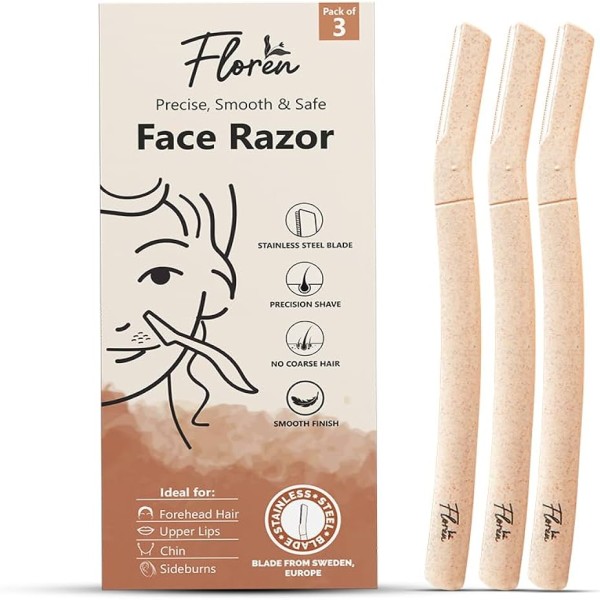 Pack of
3
Floren
Precise, Smooth & Safe
Face Razor
STAINLESS STEEL BLADE
PRECISION SHAVE
NO COARSE HAIR
SMOOTH FINISH
Ideal for:
Forehead Hair
Upper Lips
Chin
Sideburns
STAINLESS • STEEL • BLADE •
BLADE FROM SWEDEN,
EUROPE
Floren
Floren
Floren